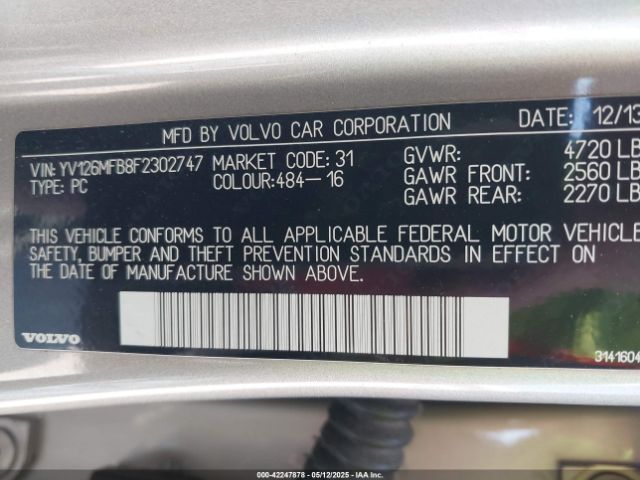 MFD BY VOLVO CAR CORPORATION DATE: 12/13
VIN: YV126MFB8F2302747 MARKET CODE: 31 GVWR: 4720 LB
TYPE: PC COLOUR:484-16 GAWR FRONT: 2560 LB
GAWR REAR: 2270 LB
THIS VEHICLE CONFORMS TO ALL APPLICABLE FEDERAL MOTOR VEHICLE
SAFETY, BUMPER AND THEFT PREVENTION STANDARDS IN EFFECT ON
THE DATE OF MANUFACTURE SHOWN ABOVE.
VOLVO
3141604
000-42247878 - 05/12/2025 - IAA Inc.